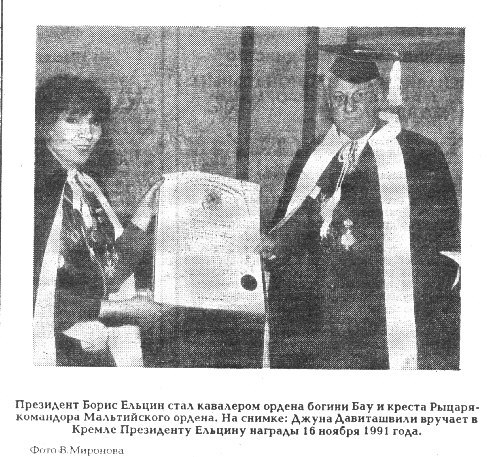 Президент Борис Ельцин стал кавалером ордена богини Бау и креста Рыцаря-
командора Мальтийского ордена. На снимке: Джуна Давиташвили вручает в
Кремле Президенту Ельцину награды 16 ноября 1991 года.
Фото В.Миронова